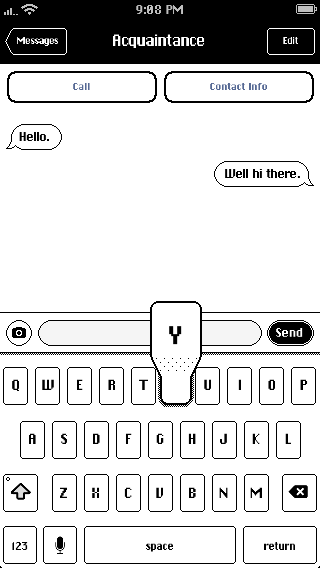 9:08 PM
Messages Acquaintance Edit
Call Contact Info
Hello.
Well hi there.
Send
Y
Q W E R T U I O P
A S D F G H J K L
Z X C V B N M
123 space return